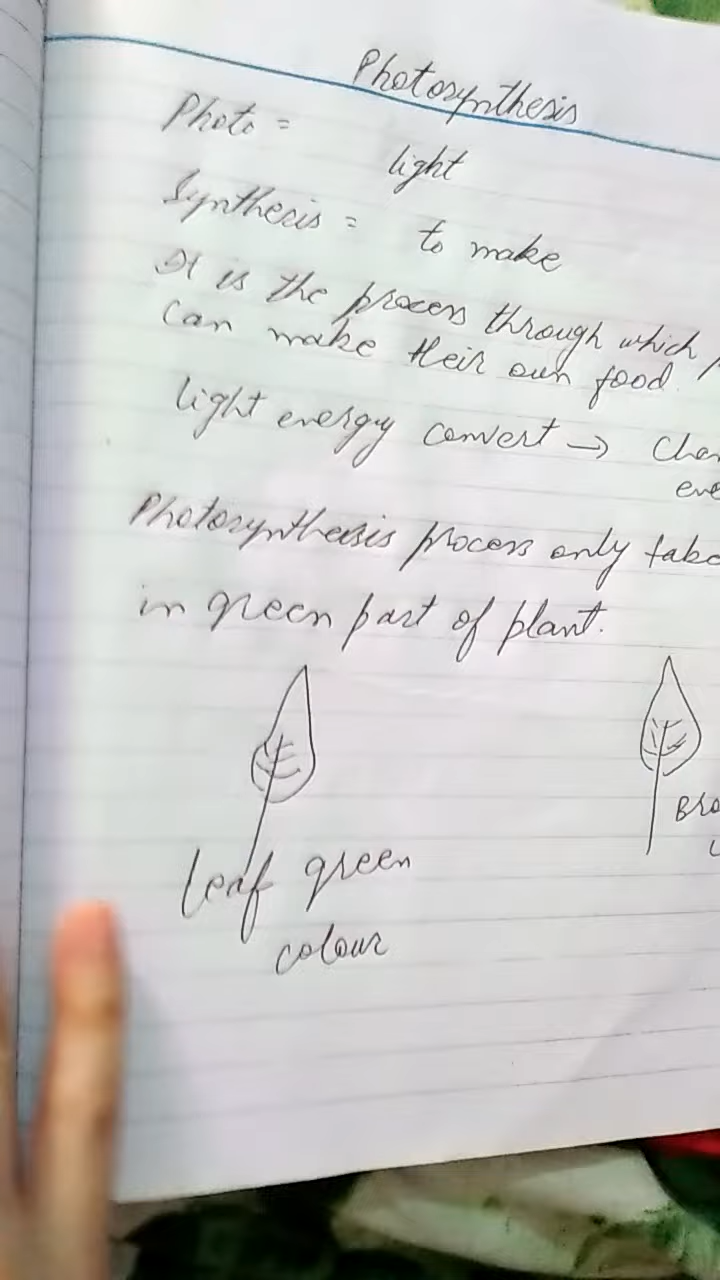 Photosynthesis
Photo =
light
Synthesis = to make
It is the process through which
can make their own food.
light energy convert →
Photosynthesis process only take
in green part of plant.
leaf green
colour